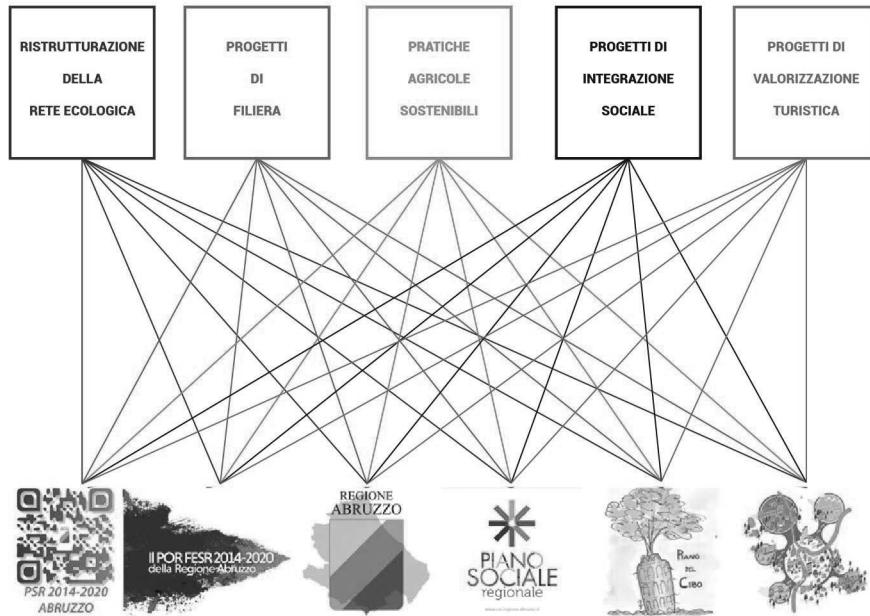 RISTRUTTURAZIONE
DELLA
RETE ECOLOGICA
PROGETTI
DI
FILIERA
PRATICHE
AGRICOLE
SOSTENIBILI
PROGETTI DI
INTEGRAZIONE
SOCIALE
PROGETTI DI
VALORIZZAZIONE
TURISTICA
PSR 2014-2020
ABRUZZO
Il POR FESR 2014-2020
della Regione Abruzzo
REGIONE
ABRUZZO
PIANO
SOCIALE
regionale
PIANO
DEL
CIBO